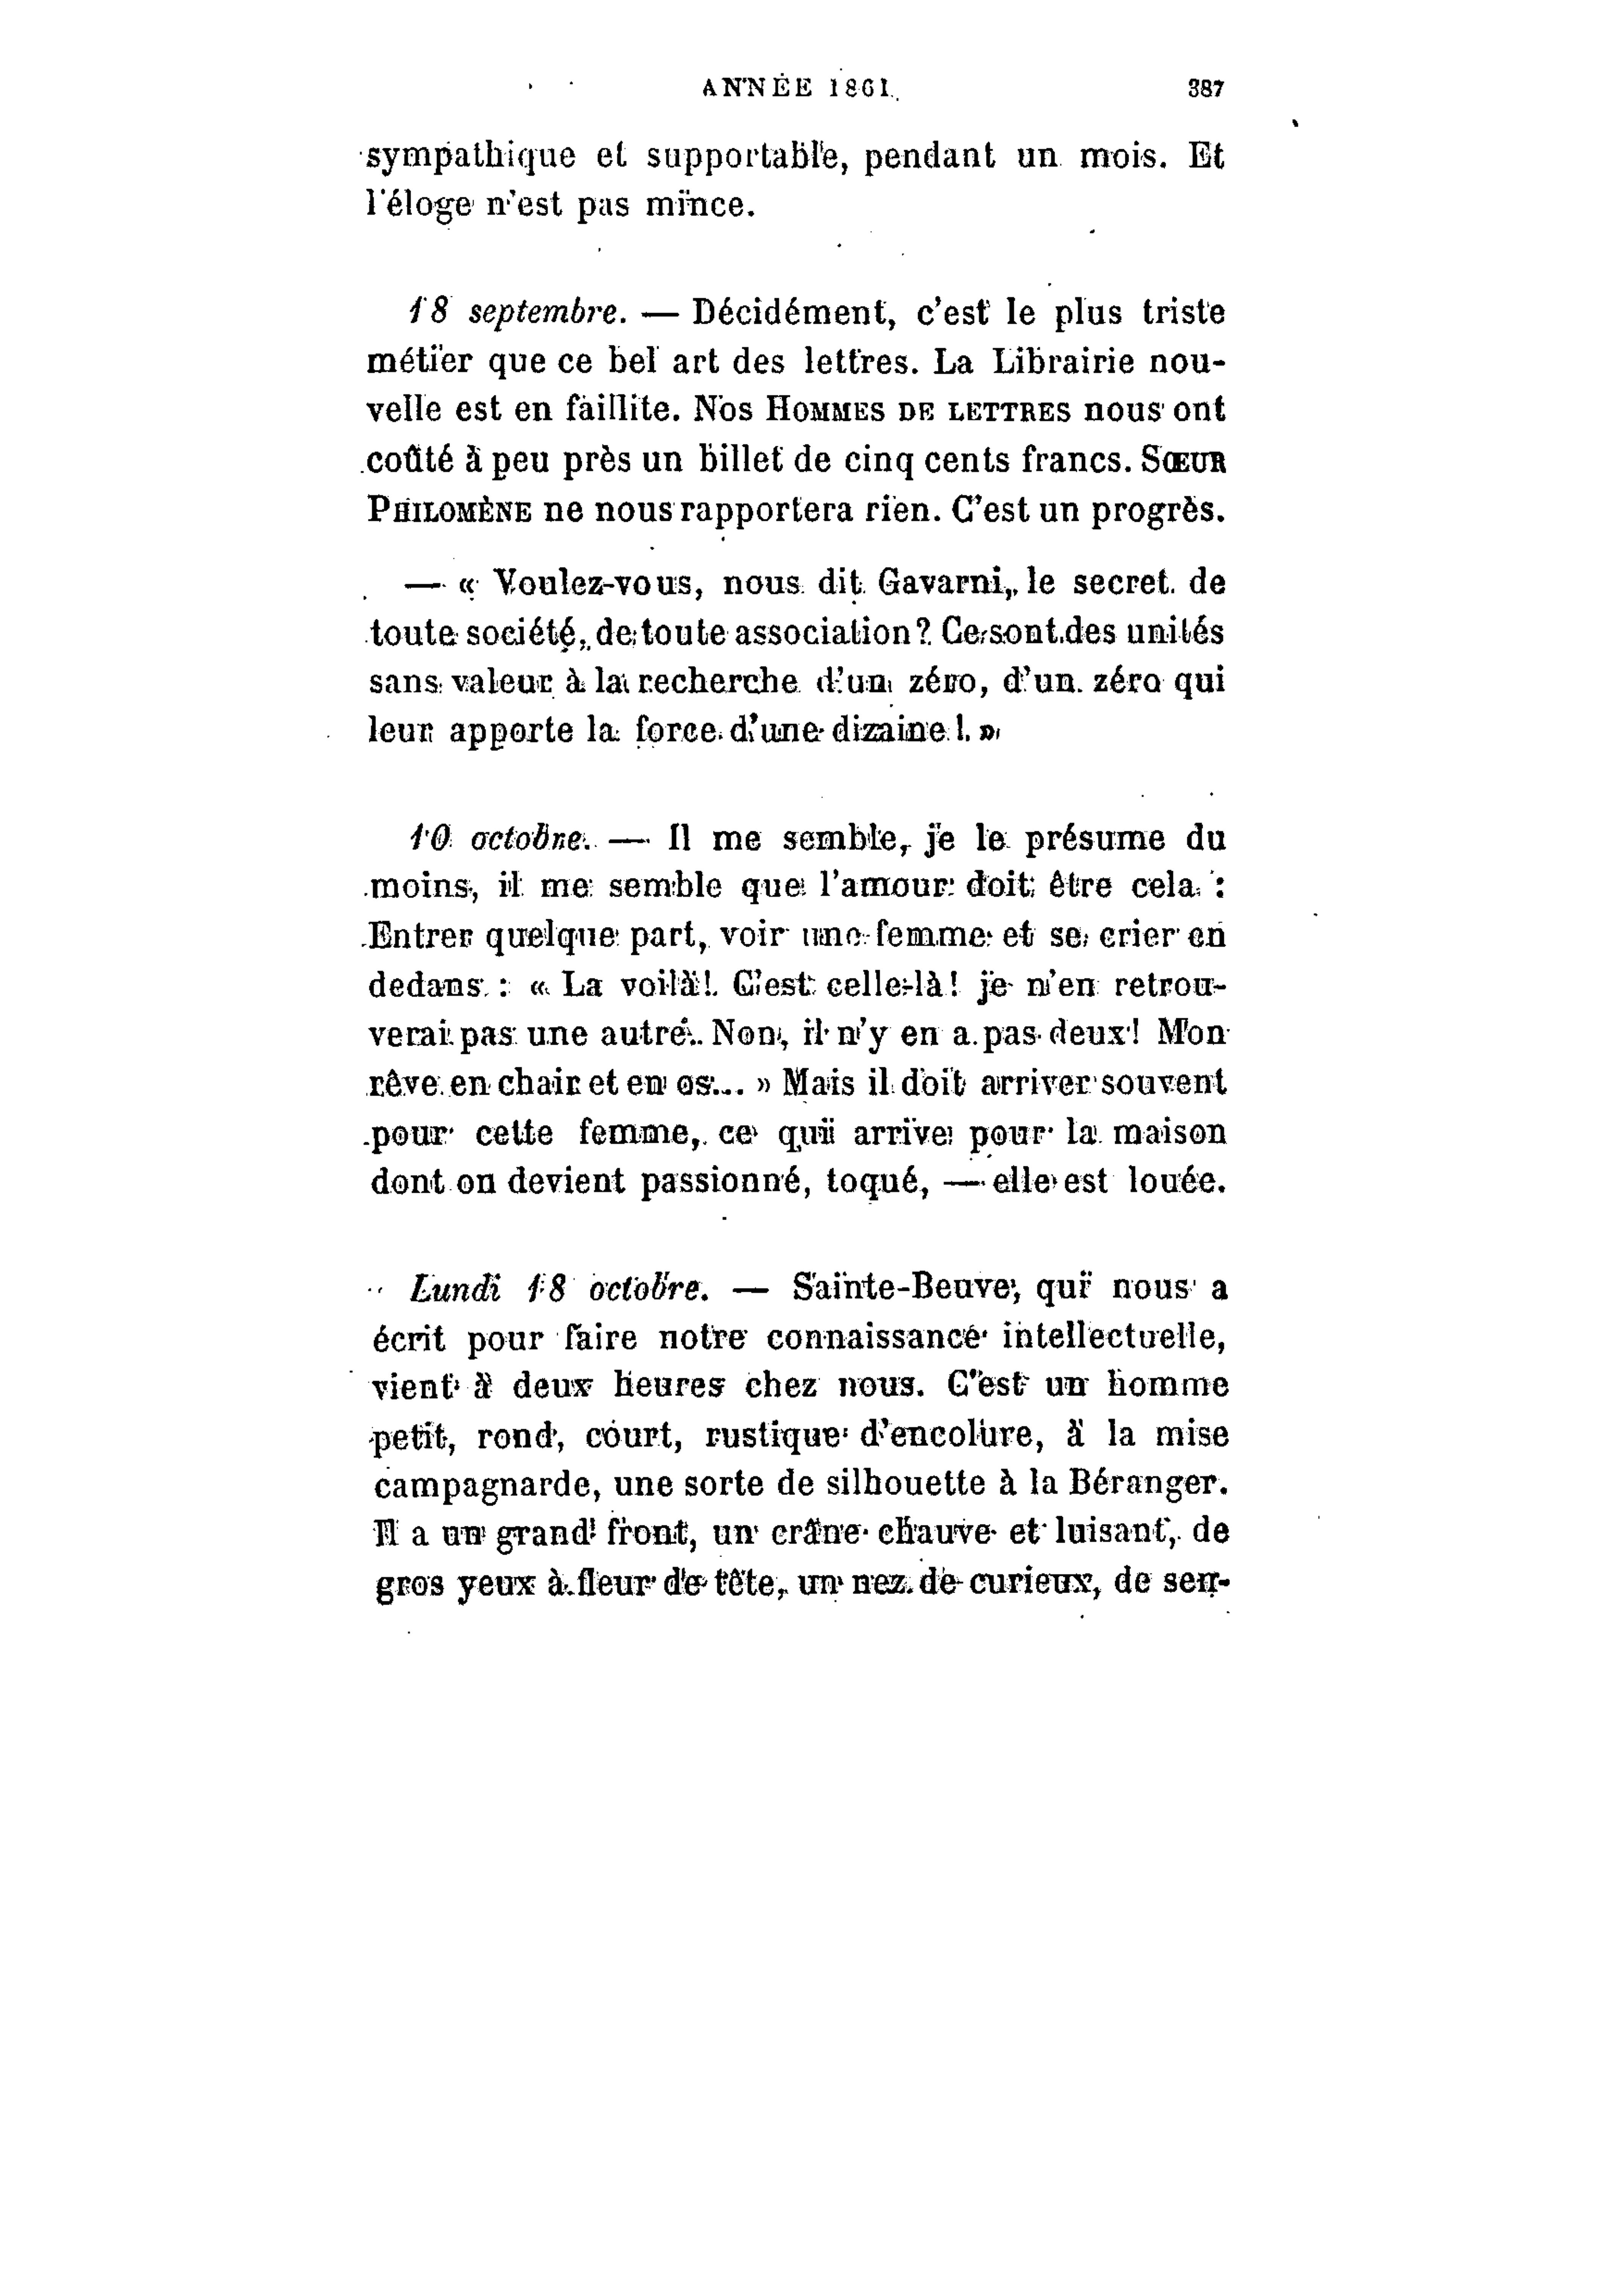 ANNÉE 1861. 387
sympathique et supportable, pendant un mois. Et
l'éloge n'est pas mince.
18 septembre. — Décidément, c'est le plus triste
métier que ce bel art des lettres. La Librairie nou-
velle est en faillite. Nos HOMMES DE LETTRES nous ont
coûté à peu près un billet de cinq cents francs. SŒUR
PHILOMÈNE ne nous rapportera rien. C'est un progrès.
— « Voulez-vous, nous dit Gavarni, le secret de
toute société, de toute association ? Ce sont des unités
sans valeur à la recherche d'un zéro, d'un zéro qui
leur apporte la force d'une dizaine ! »
10 octobre. — Il me semble, je le présume du
moins, il me semble que l'amour doit être cela :
Entrer quelque part, voir une femme et se crier en
dedans : « La voilà ! C'est celle-là ! je n'en retrou-
verai pas une autre. Non, il n'y en a pas deux ! Mon
rêve en chair et en os... » Mais il doit arriver souvent
pour cette femme, ce qui arrive pour la maison
dont on devient passionné, toqué, — elle est louée.
Lundi 18 octobre. — Sainte-Beuve, qui nous a
écrit pour faire notre connaissance intellectuelle,
vient à deux heures chez nous. C'est un homme
petit, rond, court, rustique d'encolure, à la mise
campagnarde, une sorte de silhouette à la Béranger.
Il a un grand front, un crâne chauve et luisant, de
gros yeux à fleur de tête, un nez de curieux, de sen-